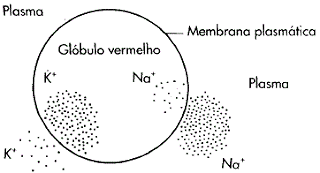 Plasma
Membrana plasmática
Glóbulo vermelho
K⁺
Na⁺
Plasma
K⁺
Na⁺